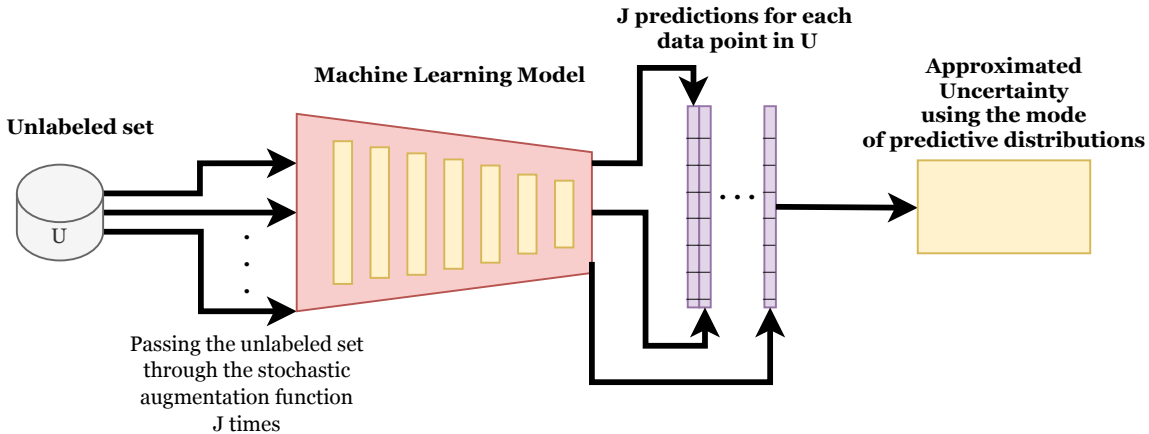 J predictions for each
data point in U
Machine Learning Model
Approximated
Uncertainty
using the mode
of predictive distributions
Unlabeled set
U
Passing the unlabeled set
through the stochastic
augmentation function
J times